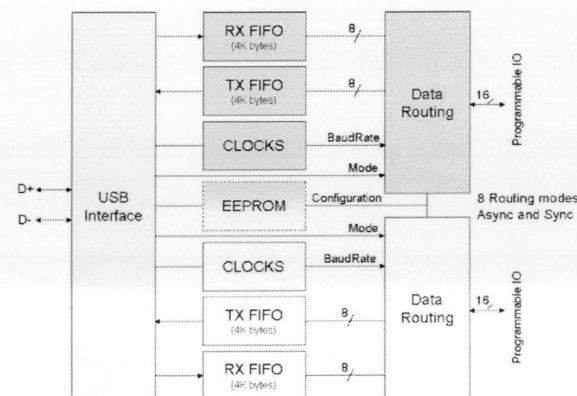 RX FIFO
(4K bytes)
8
TX FIFO
(4K bytes)
8
Data
Routing
16
Programmable IO
CLOCKS
BaudRate
Mode
D+
D-
USB
Interface
EEPROM
Configuration
8 Routing modes
Async and Sync
Mode
CLOCKS
BaudRate
TX FIFO
(4K bytes)
8
Data
Routing
16
Programmable IO
RX FIFO
(4K bytes)
8